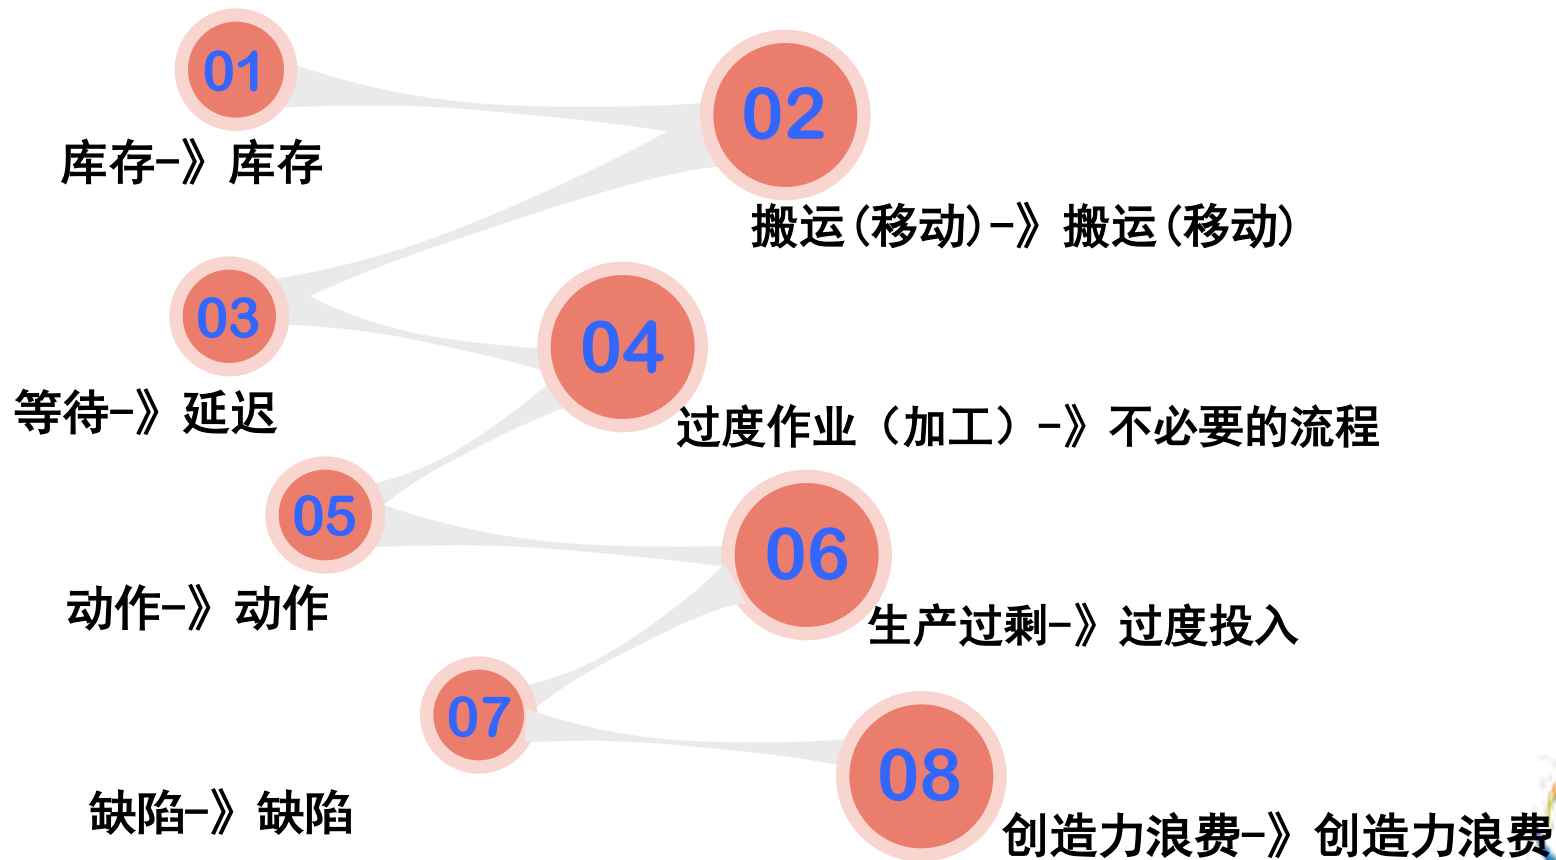 01
库存-》库存
02
搬运(移动)-》搬运(移动)
03
等待-》延迟
04
过度作业（加工）-》不必要的流程
05
动作-》动作
06
生产过剩-》过度投入
07
缺陷-》缺陷
08
创造力浪费-》创造力浪费